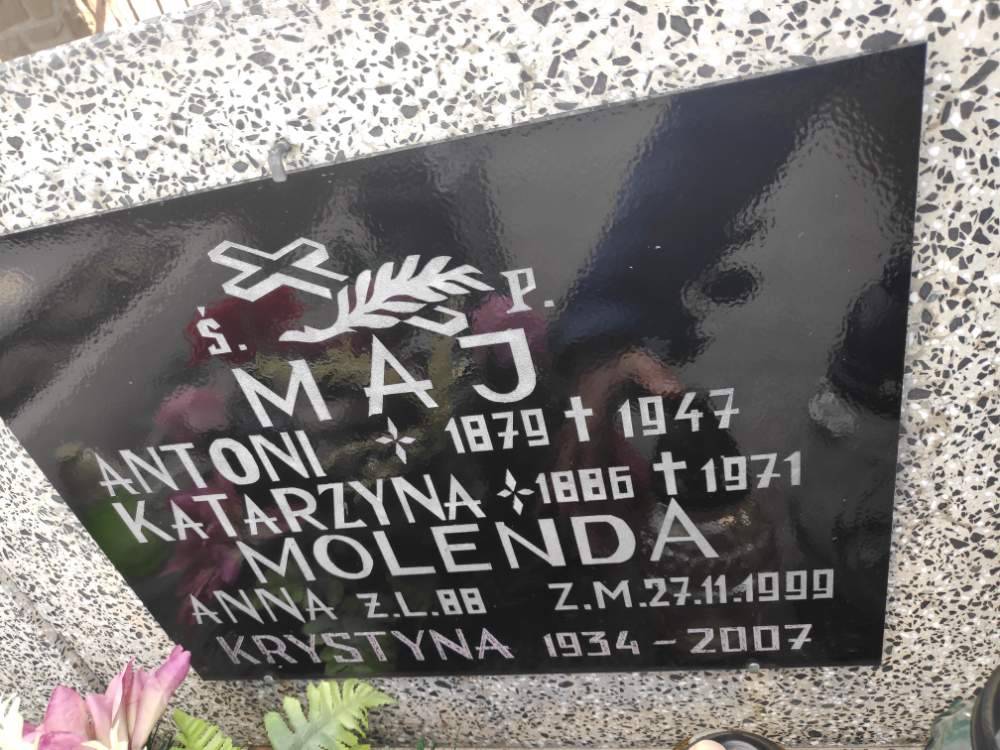 Ś. P.
MAJ
ANTONI 1879 † 1947
KATARZYNA 1886 † 1971
MOLENDA
ANNA Ż.L.88 Z.M.27.11.1999
KRYSTYNA 1934-2007